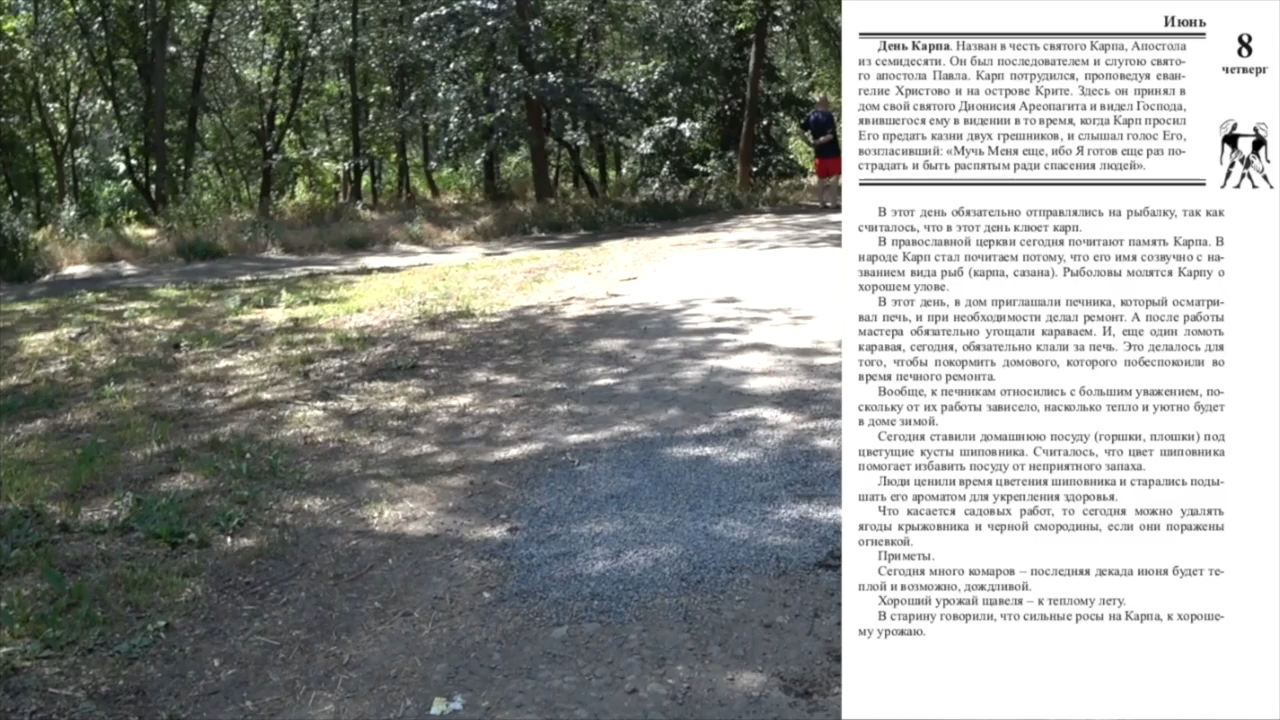 Июнь
8
четверг
День Карпа. Назван в честь святого Карпа, Апостола
из семидесяти. Он был последователем и слугою свято-
го апостола Павла. Карп потрудился, проповедуя еван-
гелие Христово и на острове Крите. Здесь он принял в
дом свой святого Дионисия Ареопагита и видел Господа,
явившегося ему в видении в то время, когда Карп просил
Его предать казни двух грешников, и слышал голос Его,
возгласивший: «Мучь Меня еще, ибо Я готов еще раз по-
страдать и быть распятым ради спасения людей».
В этот день обязательно отправлялись на рыбалку, так как
считалось, что в этот день клюет карп.
В православной церкви сегодня почитают память Карпа. В
народе Карп стал почитаем потому, что его имя созвучно с на-
званием вида рыб (карпа, сазана). Рыболовы молятся Карпу о
хорошем улове.
В этот день, в дом приглашали печника, который осматри-
вал печь, и при необходимости делал ремонт. А после работы
мастера обязательно угощали караваем. И, еще один ломоть
каравая, сегодня, обязательно клали за печь. Это делалось для
того, чтобы покормить домового, которого побеспокоили во
время печного ремонта.
Вообще, к печникам относились с большим уважением, по-
скольку от их работы зависело, насколько тепло и уютно будет
в доме зимой.
Сегодня ставили домашнюю посуду (горшки, плошки) под
цветущие кусты шиповника. Считалось, что цвет шиповника
помогает избавить посуду от неприятного запаха.
Люди ценили время цветения шиповника и старались поды-
шать его ароматом для укрепления здоровья.
Что касается садовых работ, то сегодня можно удалять
ягоды крыжовника и черной смородины, если они поражены
огневкой.
Приметы.
Сегодня много комаров – последняя декада июня будет те-
плой и возможно, дождливой.
Хороший урожай щавеля – к теплому лету.
В старину говорили, что сильные росы на Карпа, к хороше-
му урожаю.